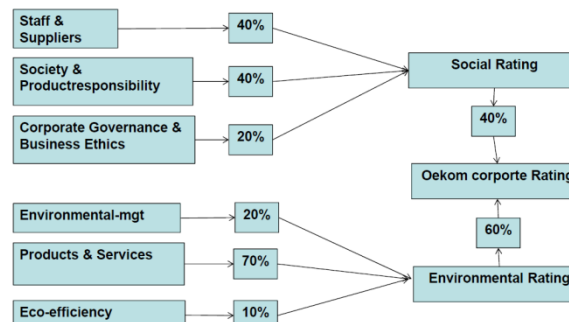 Staff &
Suppliers
40%
Society &
Productresponsibility
40%
Corporate Governance &
Business Ethics
20%
Social Rating
40%
Oekom corporte Rating
60%
Environmental-mgt
20%
Products & Services
70%
Environmental Rating
Eco-efficiency
10%